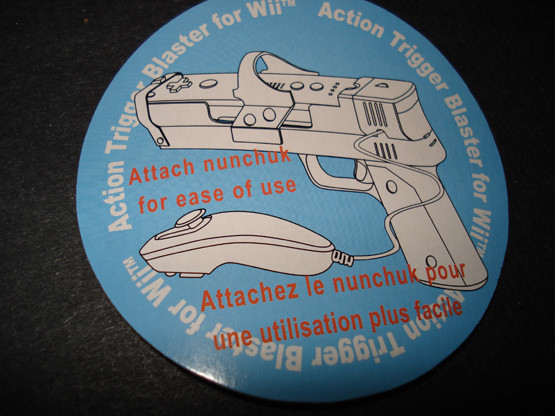 Action Trigger Blaster for Wii™
Action Trigger Blaster for Wii™
Action Trigger Blaster for Wii™
Attach nunchuk
for ease of use
Attachez le nunchuk pour
une utilisation plus facile